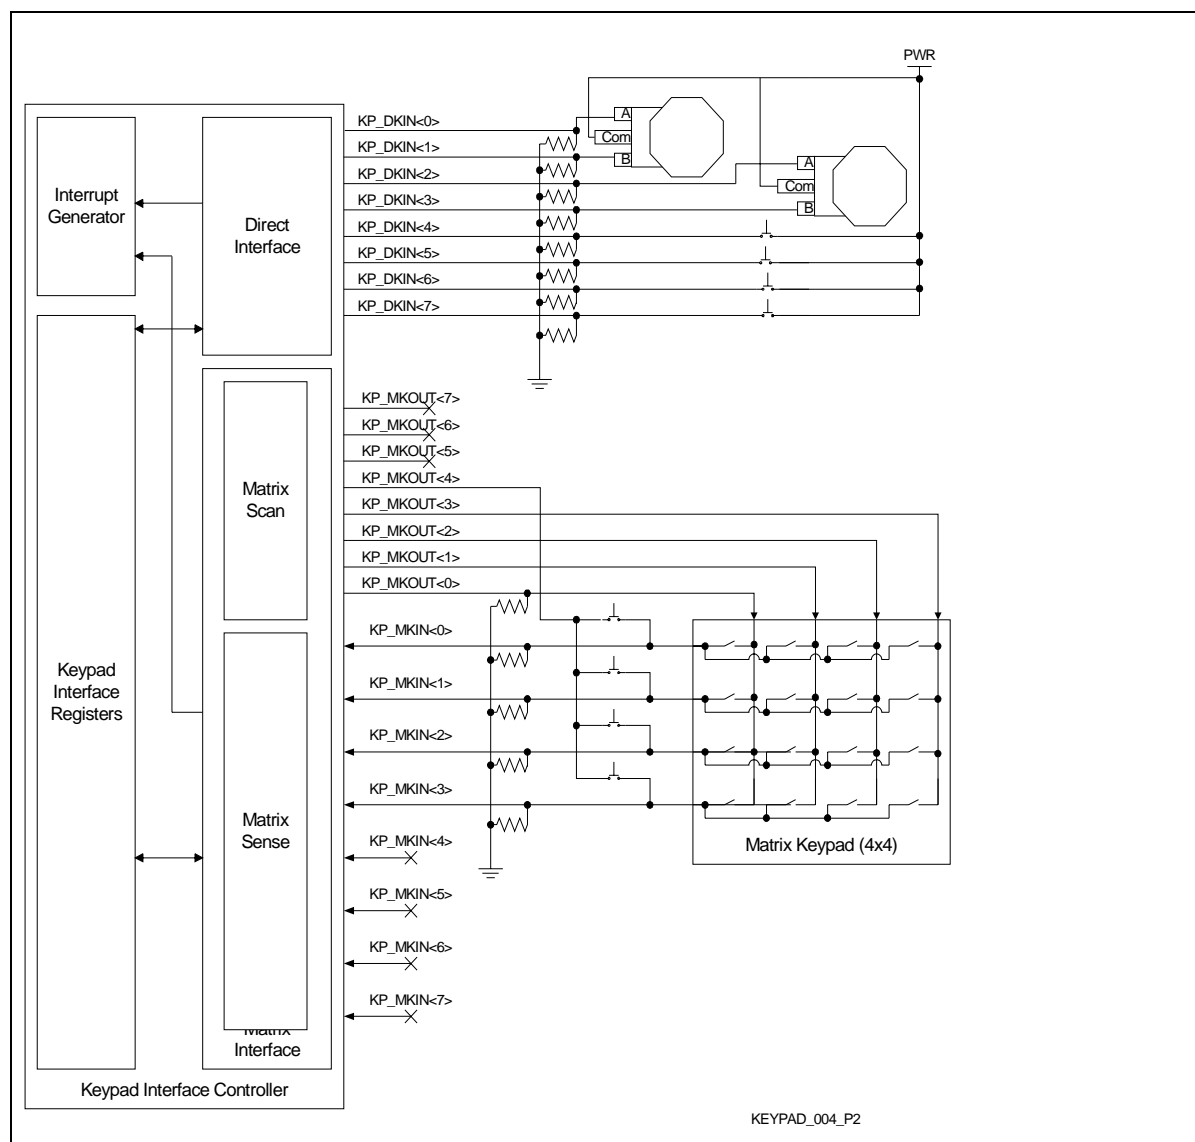 PWR
KP_DKIN<0>
A
Com
B
KP_DKIN<1>
KP_DKIN<2>
A
Com
B
KP_DKIN<3>
KP_DKIN<4>
KP_DKIN<5>
KP_DKIN<6>
KP_DKIN<7>
Interrupt
Generator
Direct
Interface
KP_MKOUT<7>
KP_MKOUT<6>
KP_MKOUT<5>
KP_MKOUT<4>
KP_MKOUT<3>
KP_MKOUT<2>
KP_MKOUT<1>
KP_MKOUT<0>
Matrix
Scan
KP_MKIN<0>
KP_MKIN<1>
KP_MKIN<2>
KP_MKIN<3>
KP_MKIN<4>
KP_MKIN<5>
KP_MKIN<6>
KP_MKIN<7>
Keypad
Interface
Registers
Matrix
Sense
Matrix Keypad (4x4)
Matrix
Interface
Keypad Interface Controller
KEYPAD_004_P2